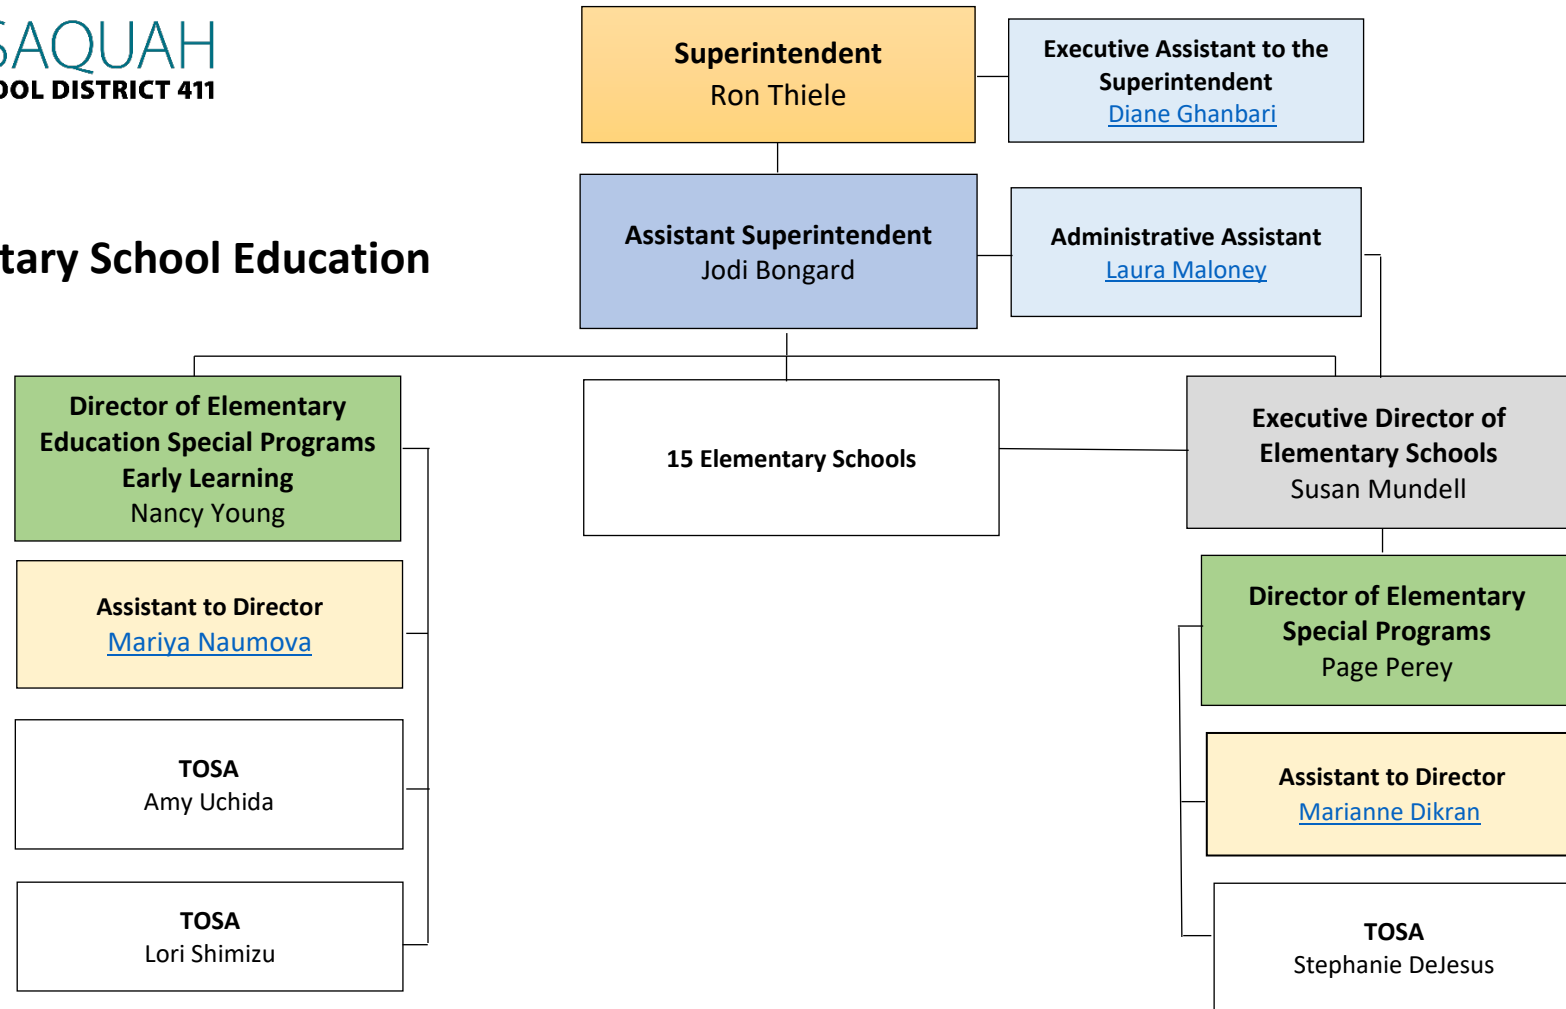 SAQUAH
OOL DISTRICT 411
Superintendent
Ron Thiele
Executive Assistant to the
Superintendent
Diane Ghanbari
tary School Education
Assistant Superintendent
Jodi Bongard
Administrative Assistant
Laura Maloney
Director of Elementary
Education Special Programs
Early Learning
Nancy Young
15 Elementary Schools
Executive Director of
Elementary Schools
Susan Mundell
Assistant to Director
Mariya Naumova
Director of Elementary
Special Programs
Page Perey
TOSA
Amy Uchida
Assistant to Director
Marianne Dikran
TOSA
Lori Shimizu
TOSA
Stephanie DeJesus